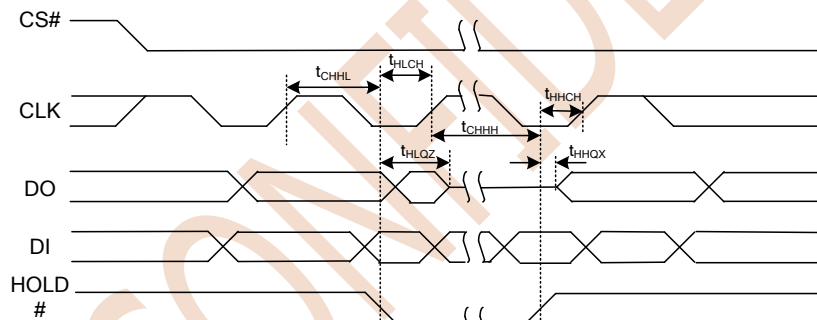 CS#
tCHHL
tHLCH
tHHCH
CLK
tCHHH
tHLQZ
tHHQX
DO
DI
HOLD
#